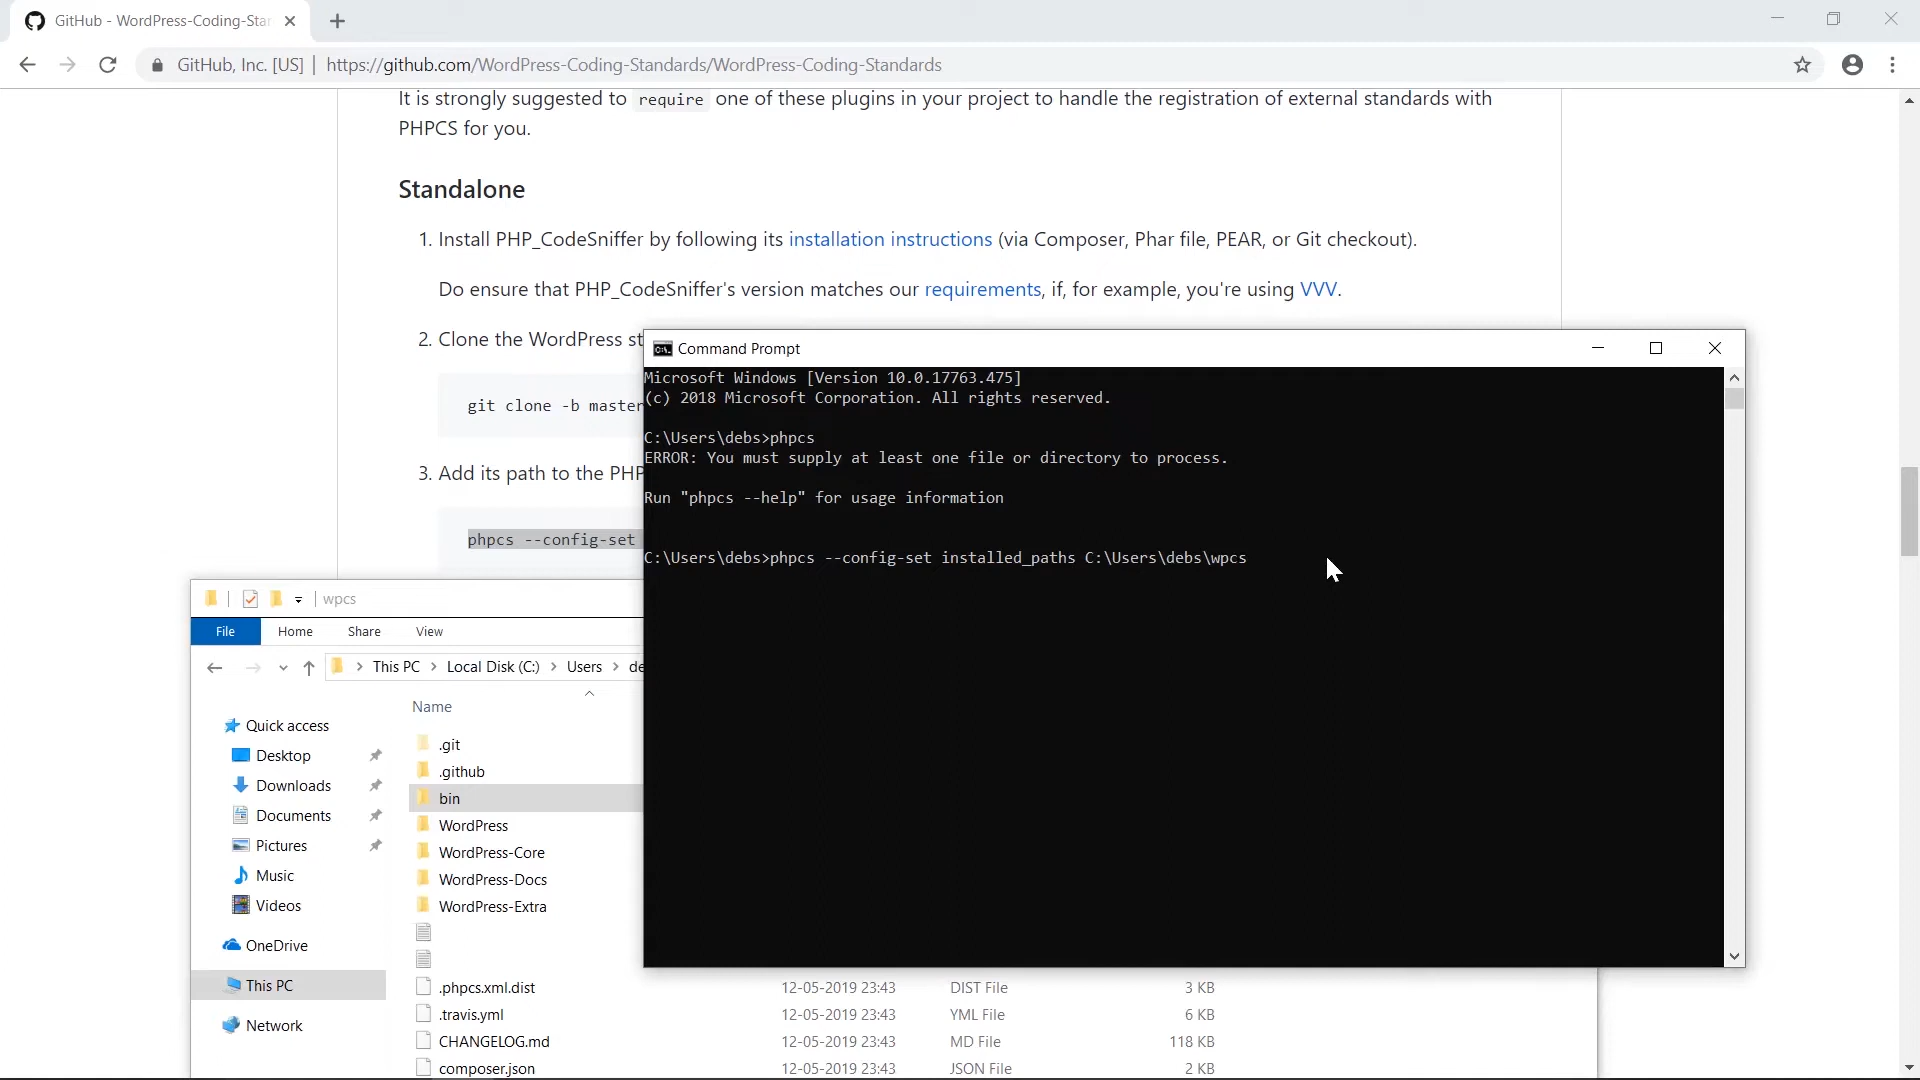 GitHub - WordPress-Coding-Star
GitHub, Inc. [US] | https://github.com/WordPress-Coding-Standards/WordPress-Coding-Standards
It is strongly suggested to require one of these plugins in your project to handle the registration of external standards with
PHPCS for you.
Standalone
1. Install PHP_CodeSniffer by following its installation instructions (via Composer, Phar file, PEAR, or Git checkout).
Do ensure that PHP_CodeSniffer's version matches our requirements, if, for example, you're using VVV.
2. Clone the WordPress st
git clone -b master
3. Add its path to the PHP
phpcs --config-set
Command Prompt
Microsoft Windows [Version 10.0.17763.475]
(c) 2018 Microsoft Corporation. All rights reserved.
C:\Users\debs>phpcs
ERROR: You must supply at least one file or directory to process.
Run "phpcs --help" for usage information
C:\Users\debs>phpcs --config-set installed_paths C:\Users\debs\wpcs
wpcs
File Home Share View
This PC > Local Disk (C:) > Users > de
Name
Quick access
Desktop
Downloads
Documents
Pictures
Music
Videos
OneDrive
This PC
Network
.git
.github
bin
WordPress
WordPress-Core
WordPress-Docs
WordPress-Extra
.phpcs.xml.dist 12-05-2019 23:43 DIST File 3 KB
.travis.yml 12-05-2019 23:43 YML File 6 KB
CHANGELOG.md 12-05-2019 23:43 MD File 118 KB
composer.json 12-05-2019 23:43 JSON File 2 KB